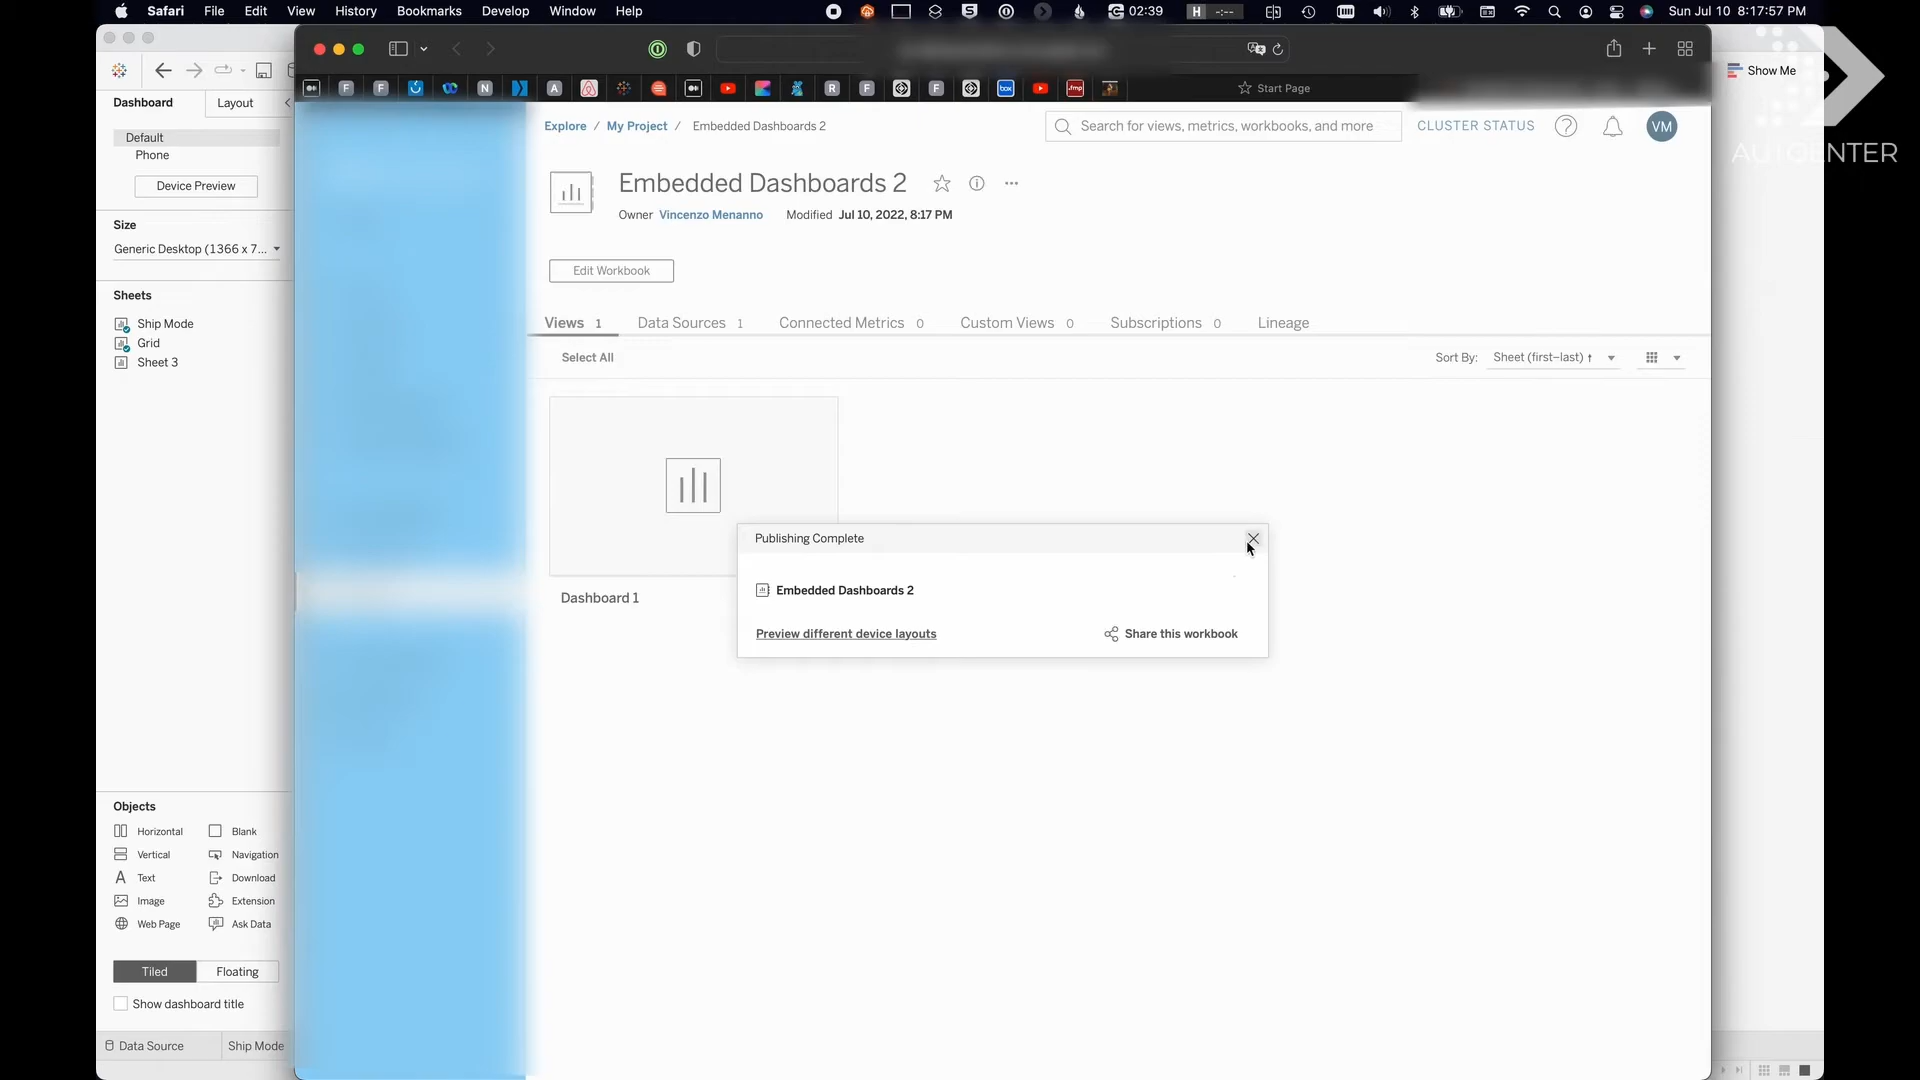 Safari File Edit View History Bookmarks Develop Window Help 02:39 H -:-- Sun Jul 10 8:17:57 PM
Show Me
AUTOENTER
Dashboard Layout
Default
Phone
Device Preview
Size
Generic Desktop (1366 x 7...
Sheets
Ship Mode
Grid
Sheet 3
Objects
Horizontal Blank
Vertical Navigation
Text Download
Image Extension
Web Page Ask Data
Tiled Floating
Show dashboard title
Data Source Ship Mode
F F N A R F F box .fmp Start Page
Explore / My Project / Embedded Dashboards 2
Search for views, metrics, workbooks, and more CLUSTER STATUS ? VM
Embedded Dashboards 2
Owner Vincenzo Menanno Modified Jul 10, 2022, 8:17 PM
Edit Workbook
Views 1 Data Sources 1 Connected Metrics 0 Custom Views 0 Subscriptions 0 Lineage
Select All Sort By: Sheet (first–last) ↑
Dashboard 1
Publishing Complete
Embedded Dashboards 2
Preview different device layouts Share this workbook